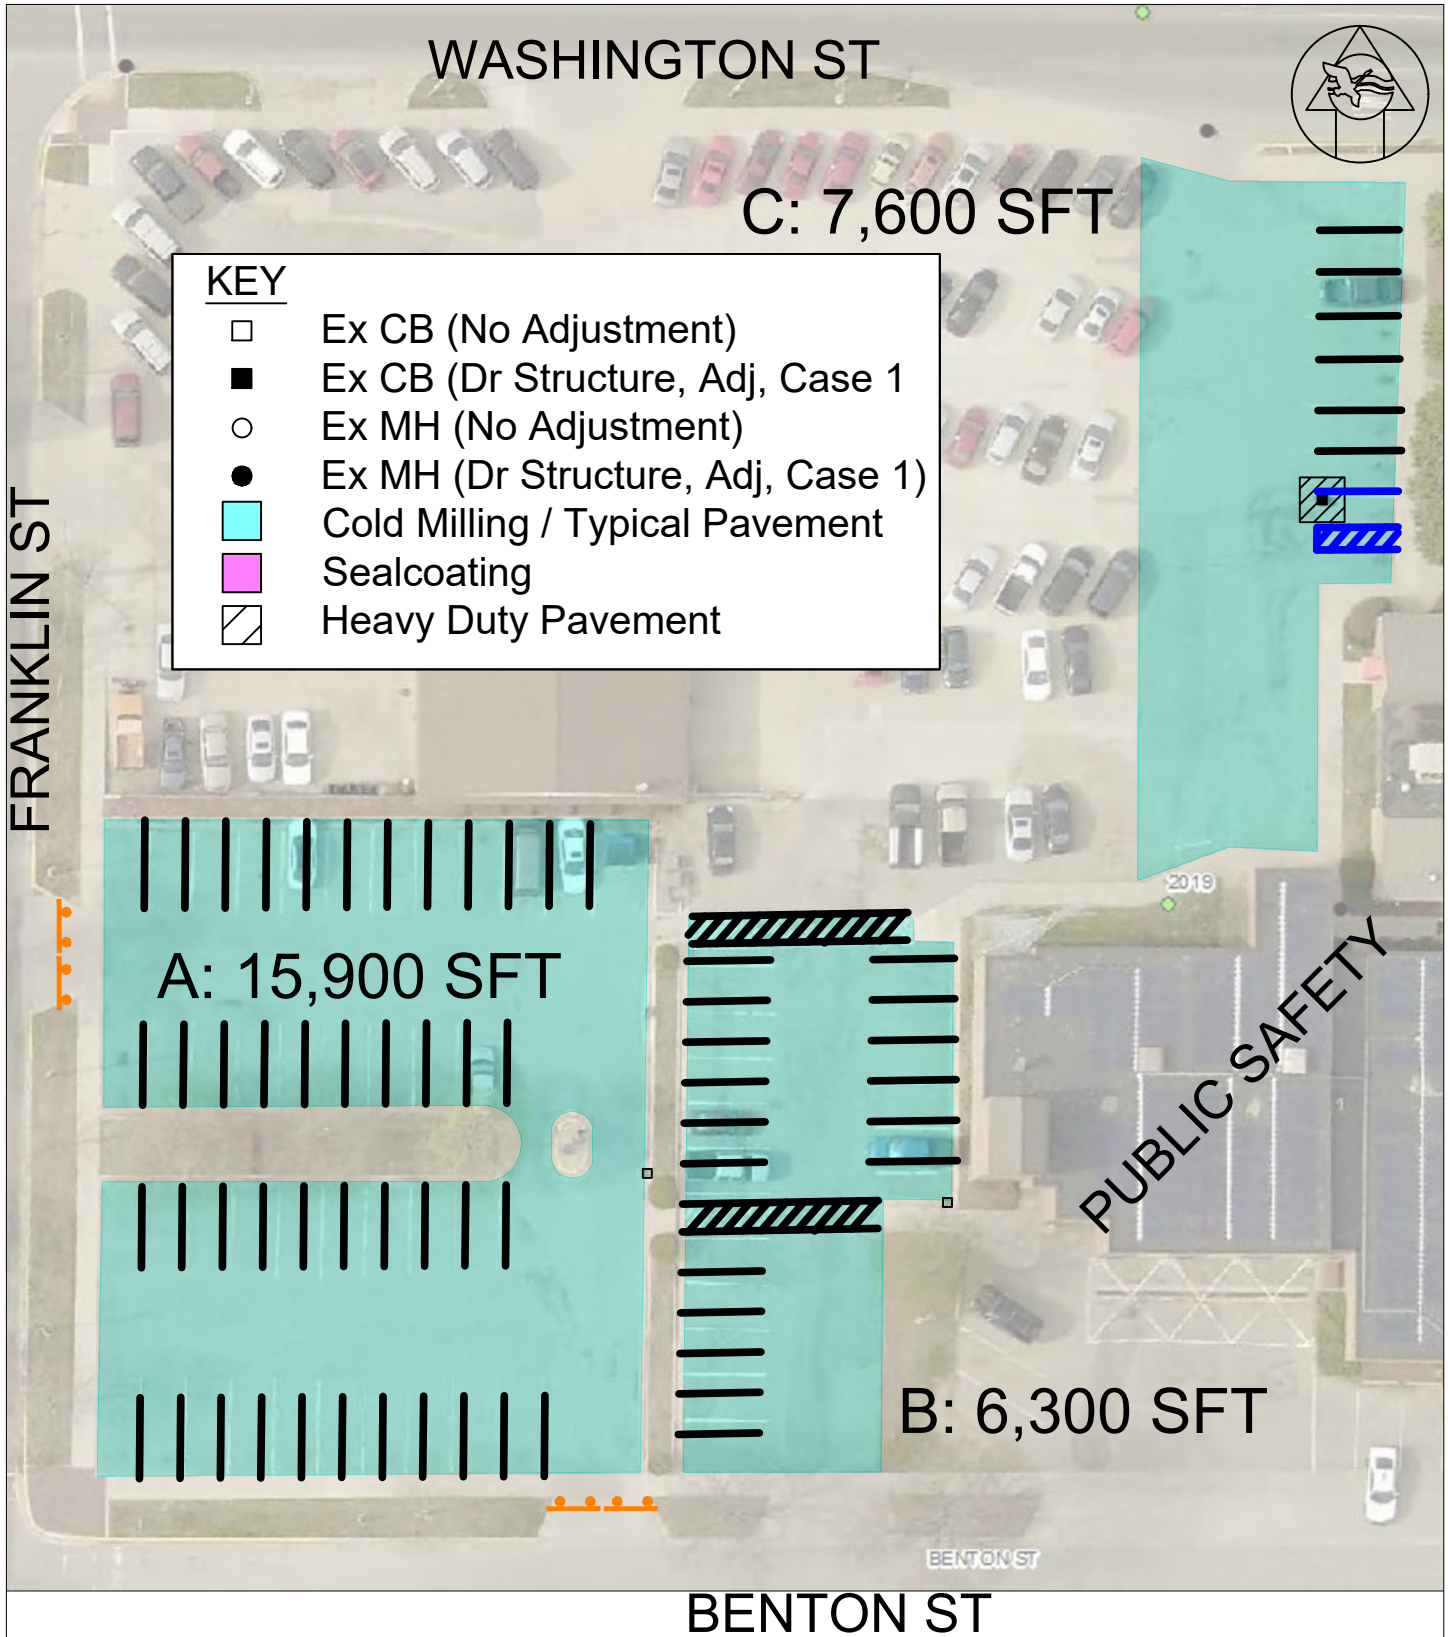 WASHINGTON ST
C: 7,600 SFT
KEY
Ex CB (No Adjustment)
Ex CB (Dr Structure, Adj, Case 1
Ex MH (No Adjustment)
Ex MH (Dr Structure, Adj, Case 1)
Cold Milling / Typical Pavement
Sealcoating
Heavy Duty Pavement
FRANKLIN ST
2019
A: 15,900 SFT
PUBLIC SAFETY
B: 6,300 SFT
BENTON ST
BENTON ST